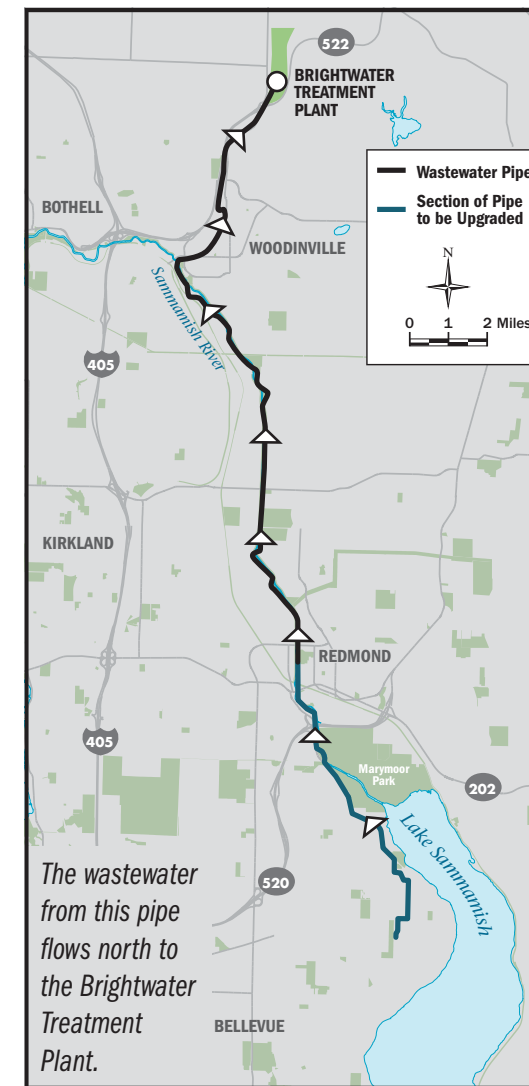 522
BRIGHTWATER
TREATMENT
PLANT
Wastewater Pipe
Section of Pipe
to be Upgraded
N
0 1 2 Miles
BOTHELL
WOODINVILLE
Sammamish River
405
KIRKLAND
REDMOND
405
Marymoor
Park
202
Lake Sammamish
520
The wastewater
from this pipe
flows north to
the Brightwater
Treatment
Plant.
BELLEVUE